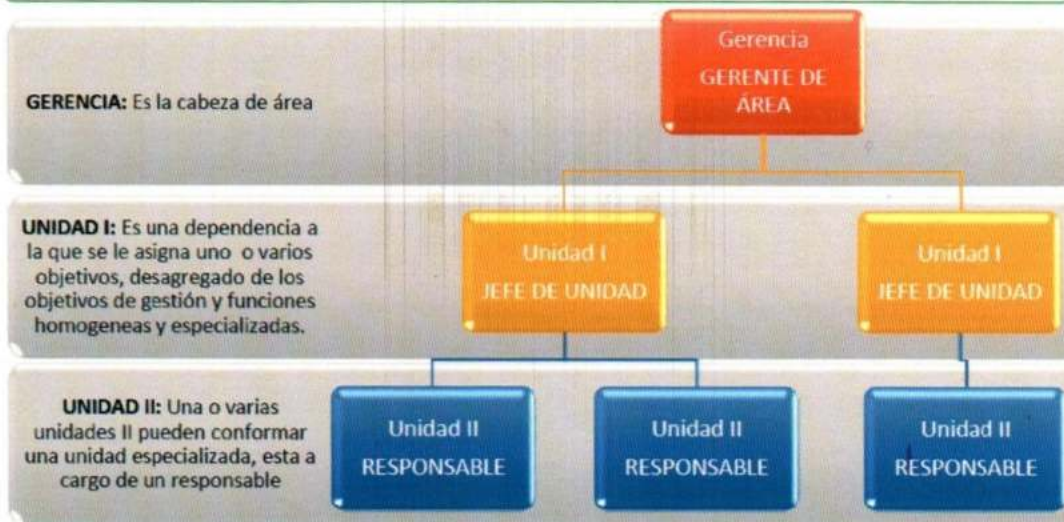 Gerencia
GERENTE DE
ÁREA
GERENCIA: Es la cabeza de área
UNIDAD I: Es una dependencia a
la que se le asigna uno o varios
objetivos, desagregado de los
objetivos de gestión y funciones
homogeneas y especializadas.
Unidad I
JEFE DE UNIDAD
Unidad I
JEFE DE UNIDAD
UNIDAD II: Una o varias
unidades II pueden conformar
una unidad especializada, esta a
cargo de un responsable
Unidad II
RESPONSABLE
Unidad II
RESPONSABLE
Unidad II
RESPONSABLE